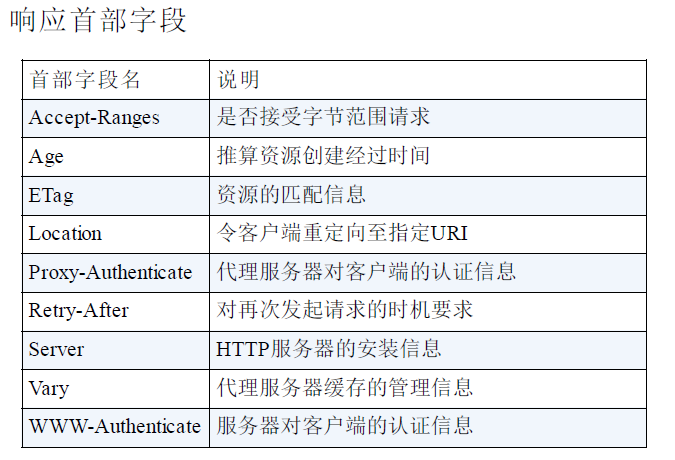 响应首部字段
首部字段名 说明
Accept-Ranges 是否接受字节范围请求
Age 推算资源创建经过时间
ETag 资源的匹配信息
Location 令客户端重定向至指定URI
Proxy-Authenticate 代理服务器对客户端的认证信息
Retry-After 对再次发起请求的时机要求
Server HTTP服务器的安装信息
Vary 代理服务器缓存的管理信息
WWW-Authenticate 服务器对客户端的认证信息